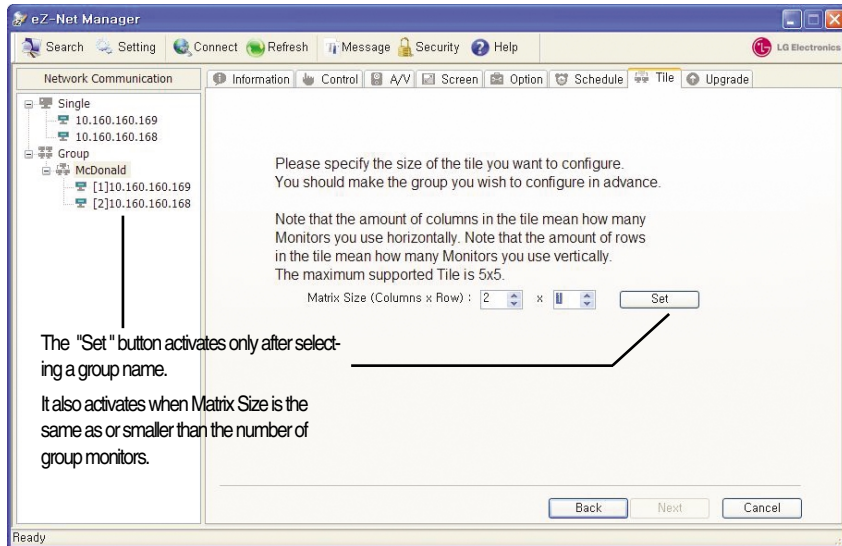 eZ-Net Manager
Search Setting Connect Refresh Message Security Help LG Electronics
Network Communication
Information Control A/V Screen Option Schedule Tile Upgrade
Single
10.160.160.169
10.160.160.168
Group
McDonald
[1]10.160.160.169
[2]10.160.160.168
Please specify the size of the tile you want to configure.
You should make the group you wish to configure in advance.
Note that the amount of columns in the tile mean how many
Monitors you use horizontally. Note that the amount of rows
in the tile mean how many Monitors you use vertically.
The maximum supported Tile is 5x5.
Matrix Size (Columns x Row) : 2 x 1 Set
The "Set" button activates only after select-
ing a group name.
It also activates when Matrix Size is the
same as or smaller than the number of
group monitors.
Back Next Cancel
Ready